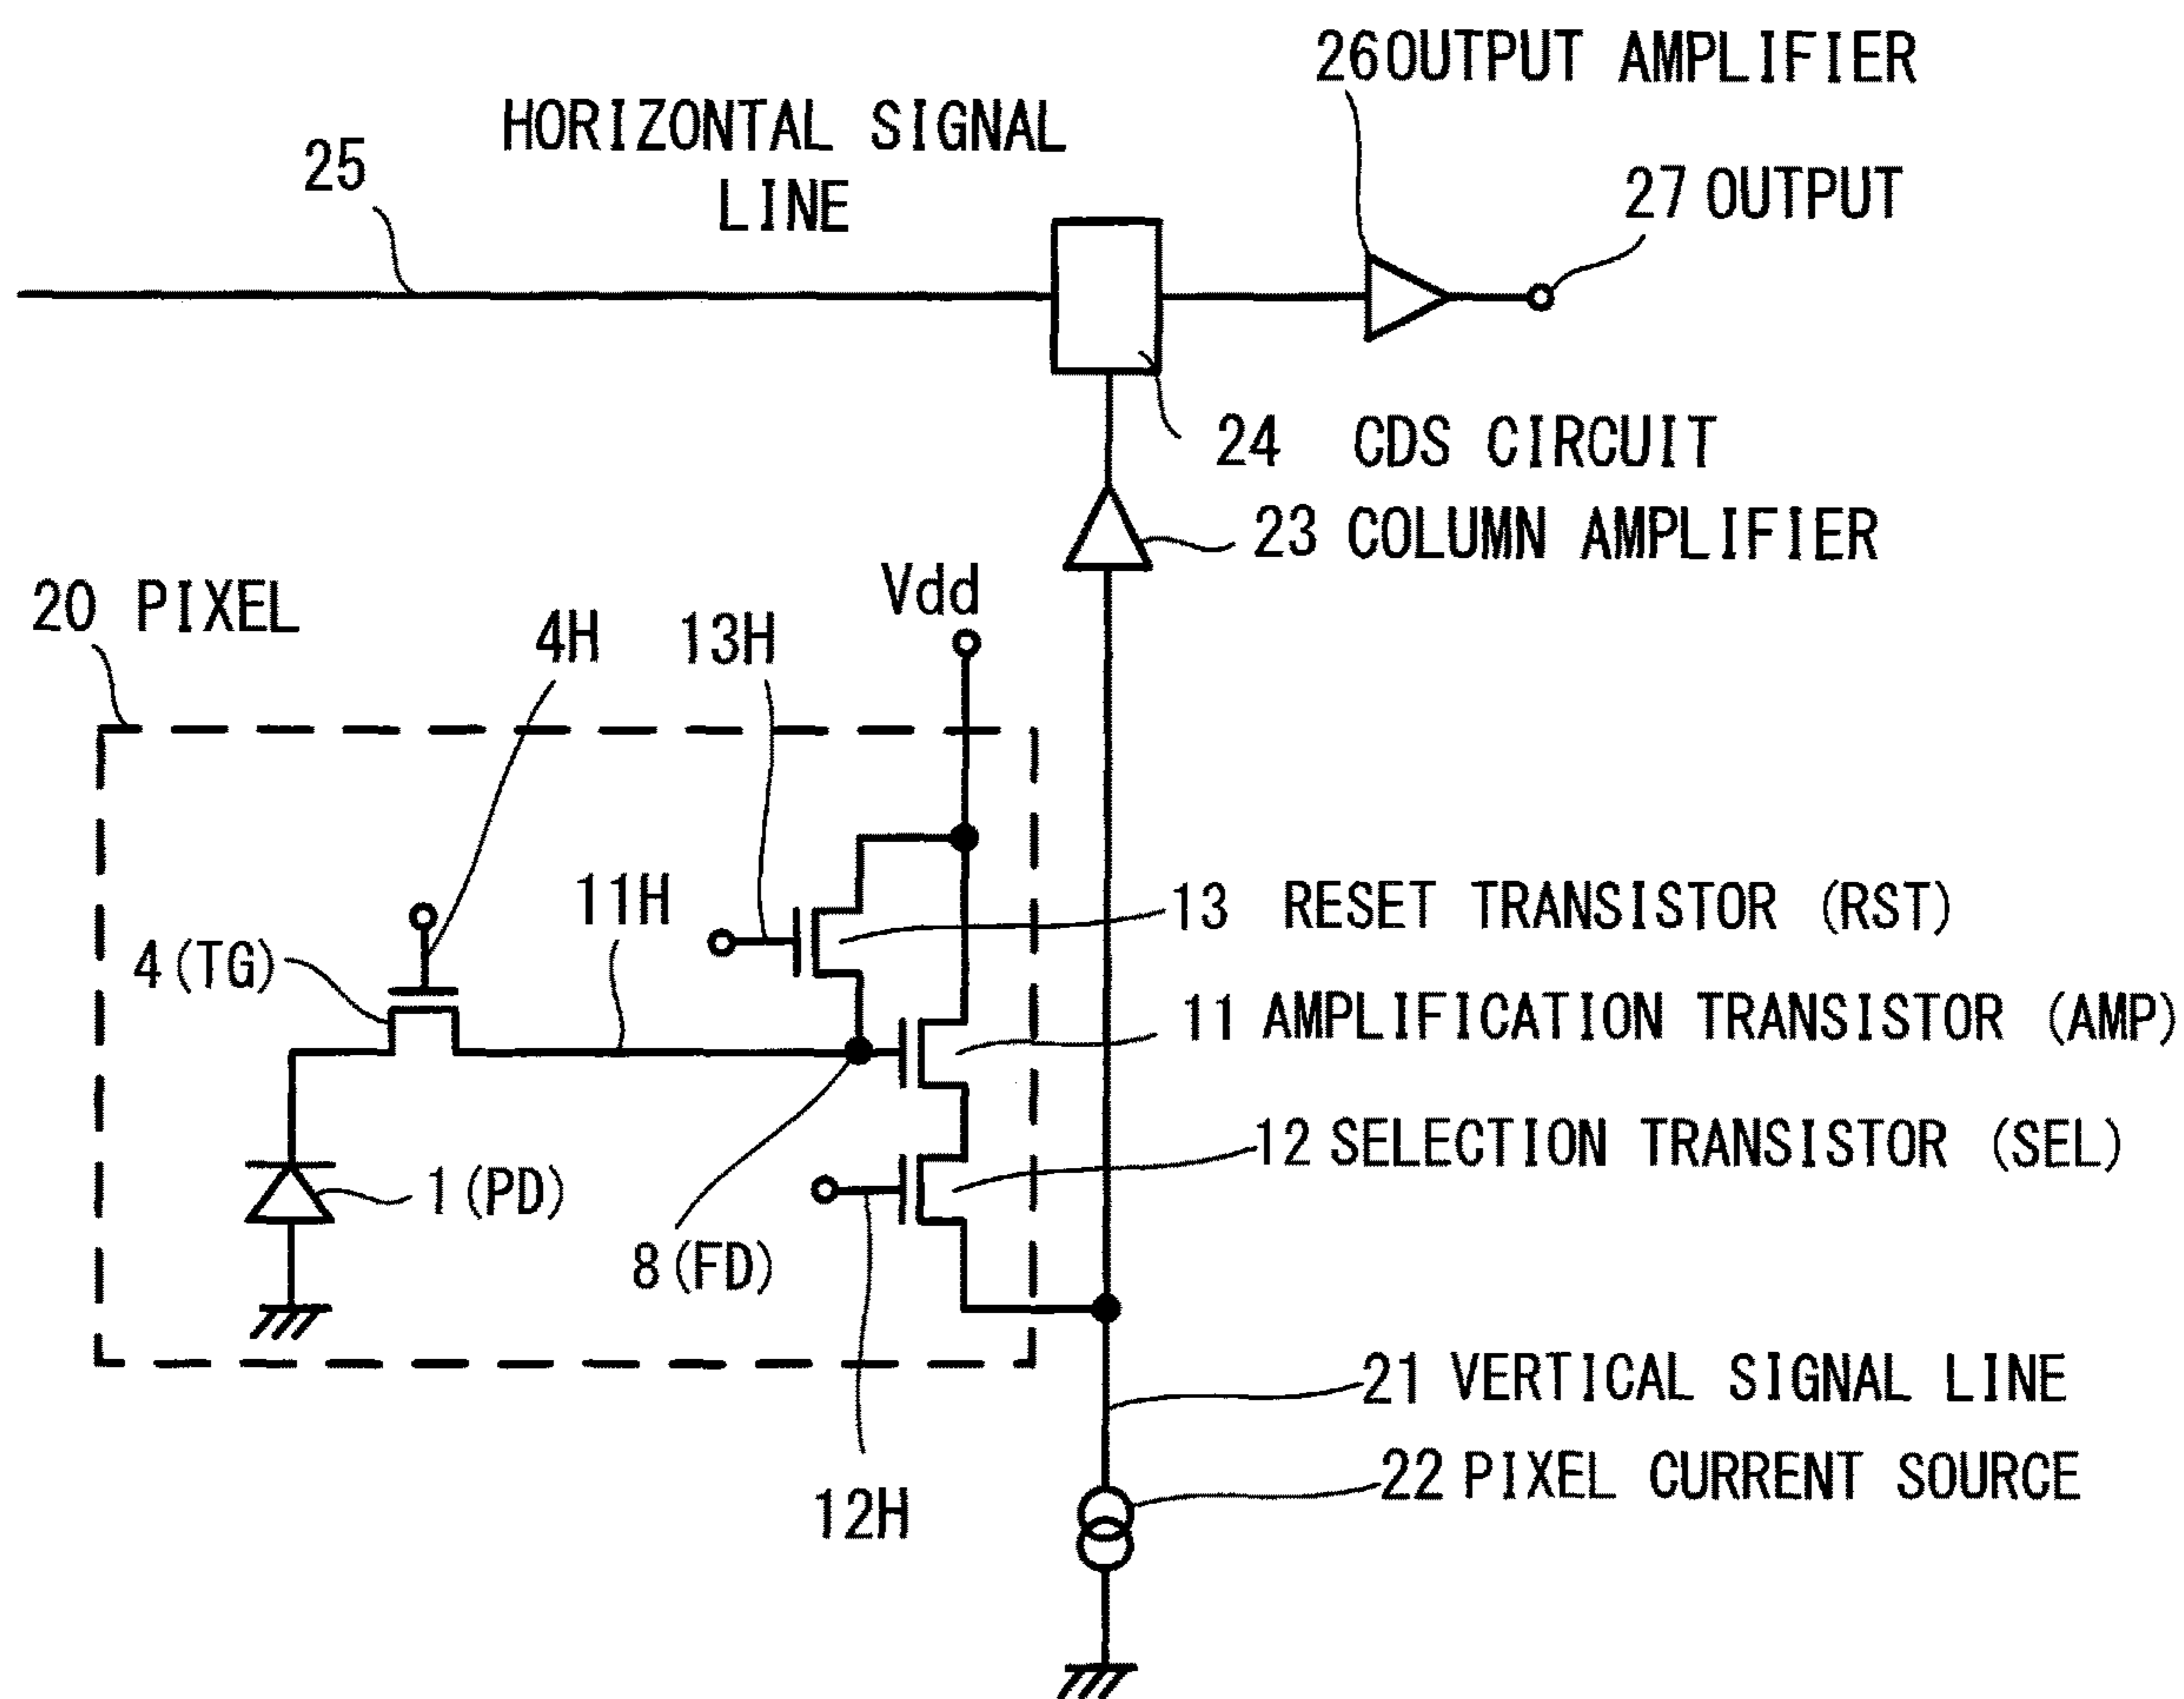 26 OUTPUT AMPLIFIER
HORIZONTAL SIGNAL
LINE
25
27 OUTPUT
24 CDS CIRCUIT
23 COLUMN AMPLIFIER
Vdd
20 PIXEL
4H
13H
11H
13 RESET TRANSISTOR (RST)
4 (TG)
11 AMPLIFICATION TRANSISTOR (AMP)
12 SELECTION TRANSISTOR (SEL)
1 (PD)
8 (FD)
21 VERTICAL SIGNAL LINE
22 PIXEL CURRENT SOURCE
12H